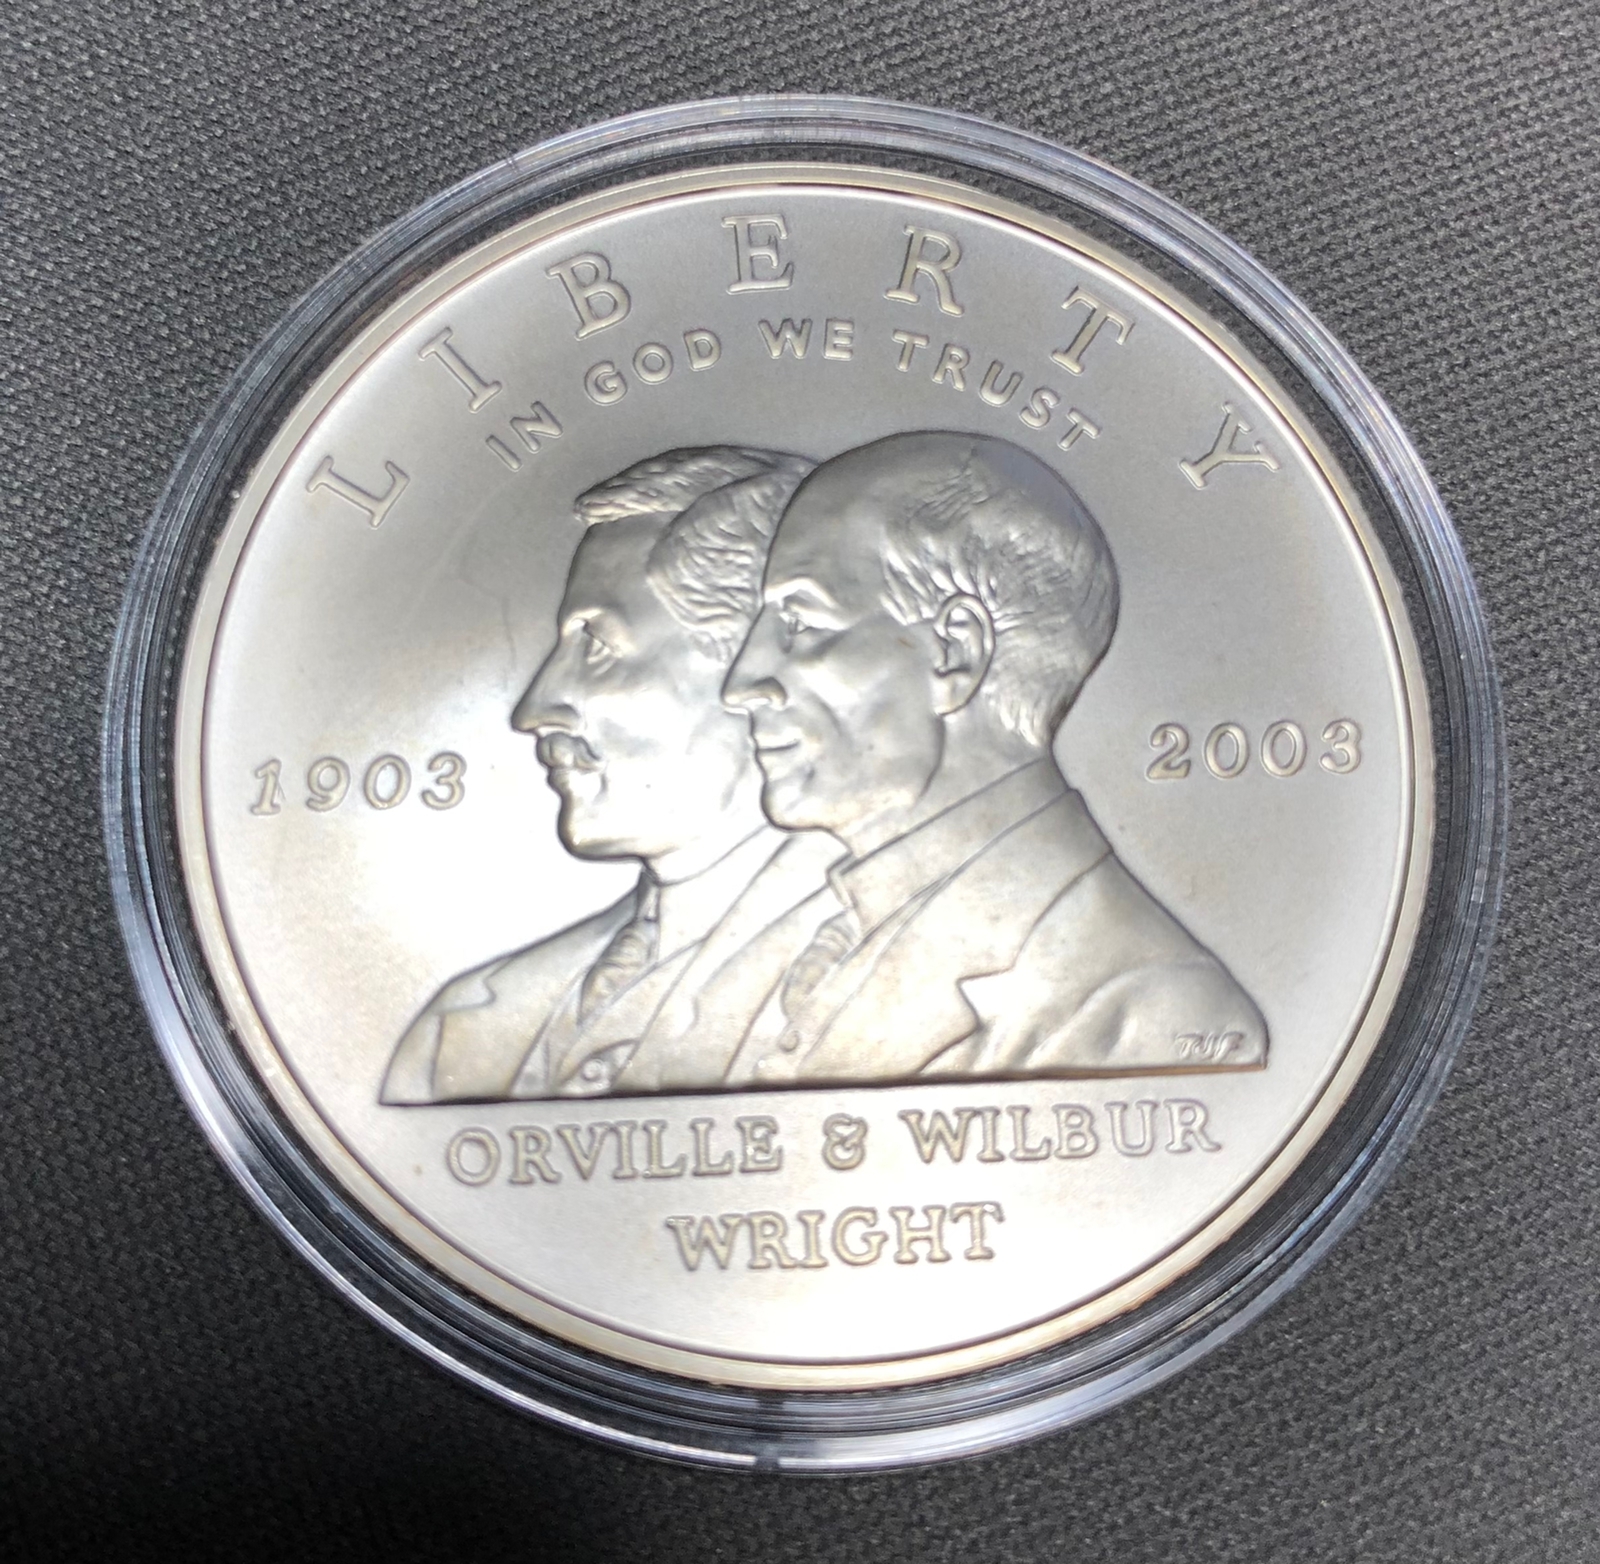 LIBERTY
IN GOD WE TRUST
1903
2003
ORVILLE & WILBUR
WRIGHT